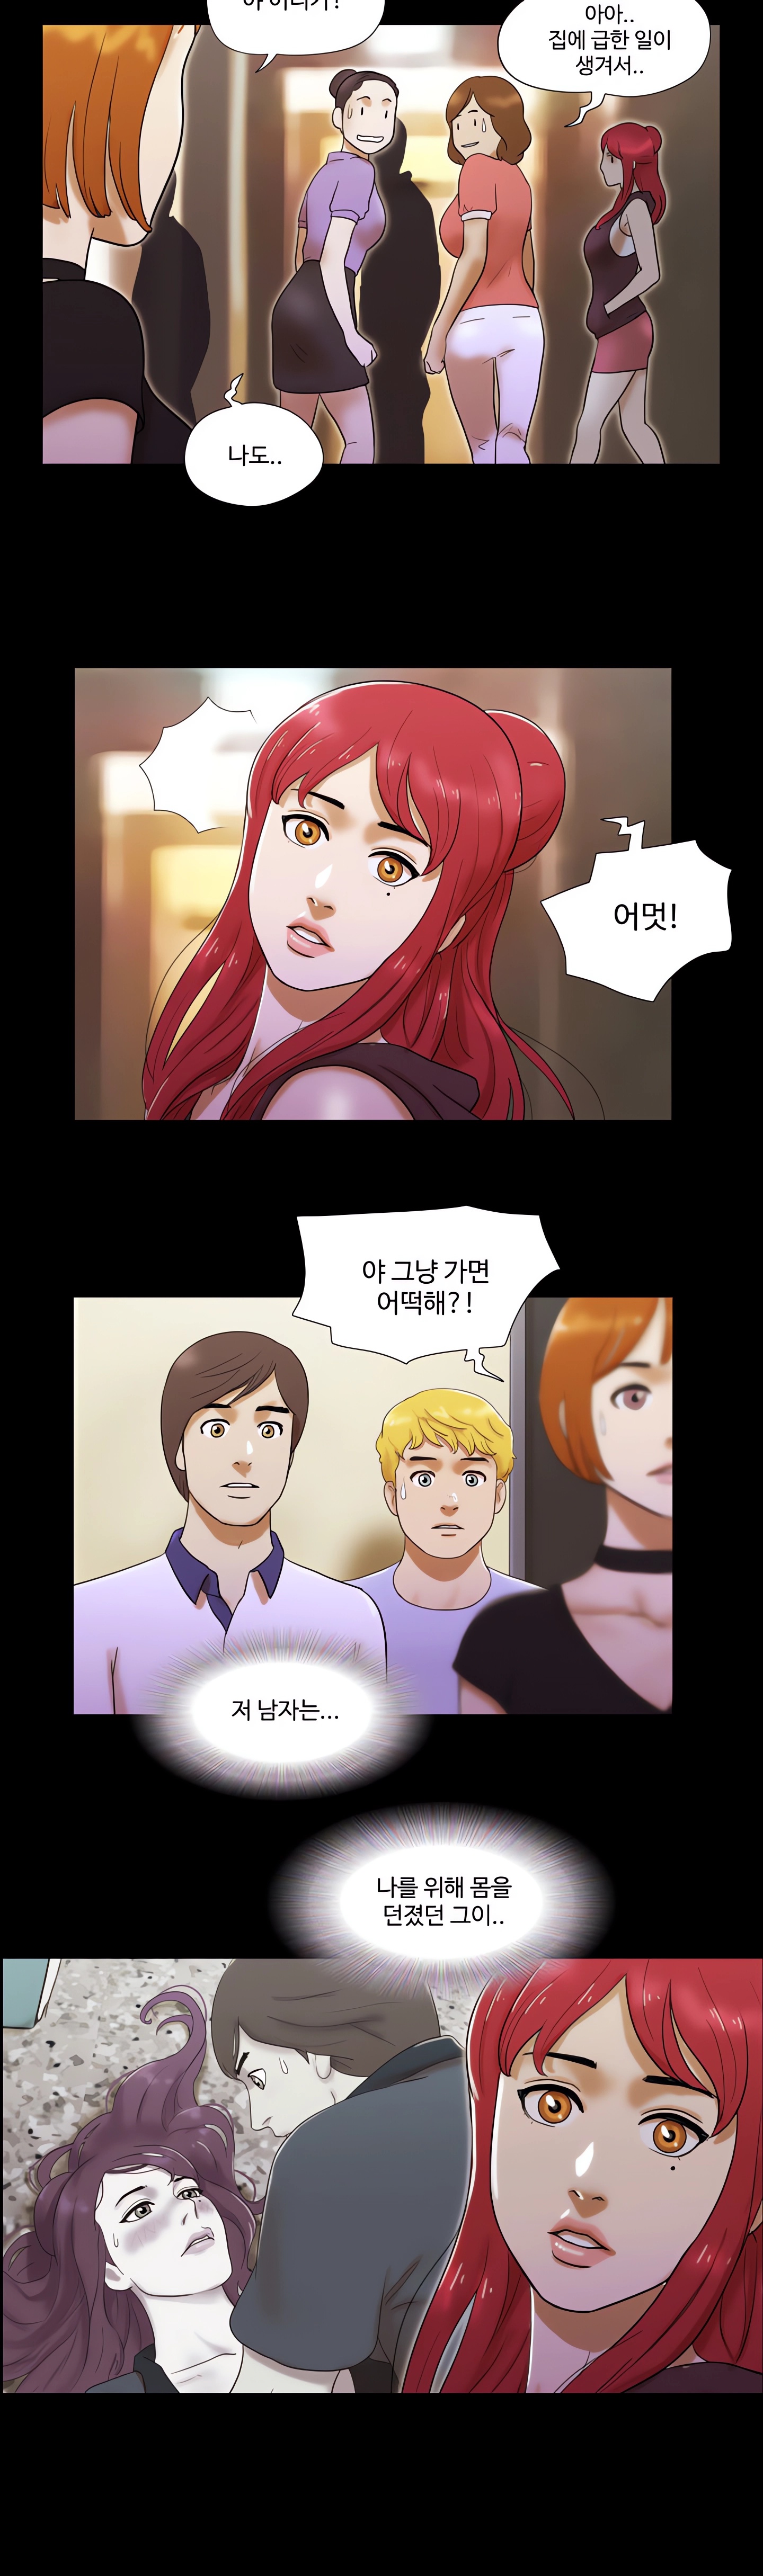 아아..
집에 급한 일이
생겨서..
나도..
어멋!
야 그냥 가면
어떡해?!
저 남자는...
나를 위해 몸을
던졌던 그이..